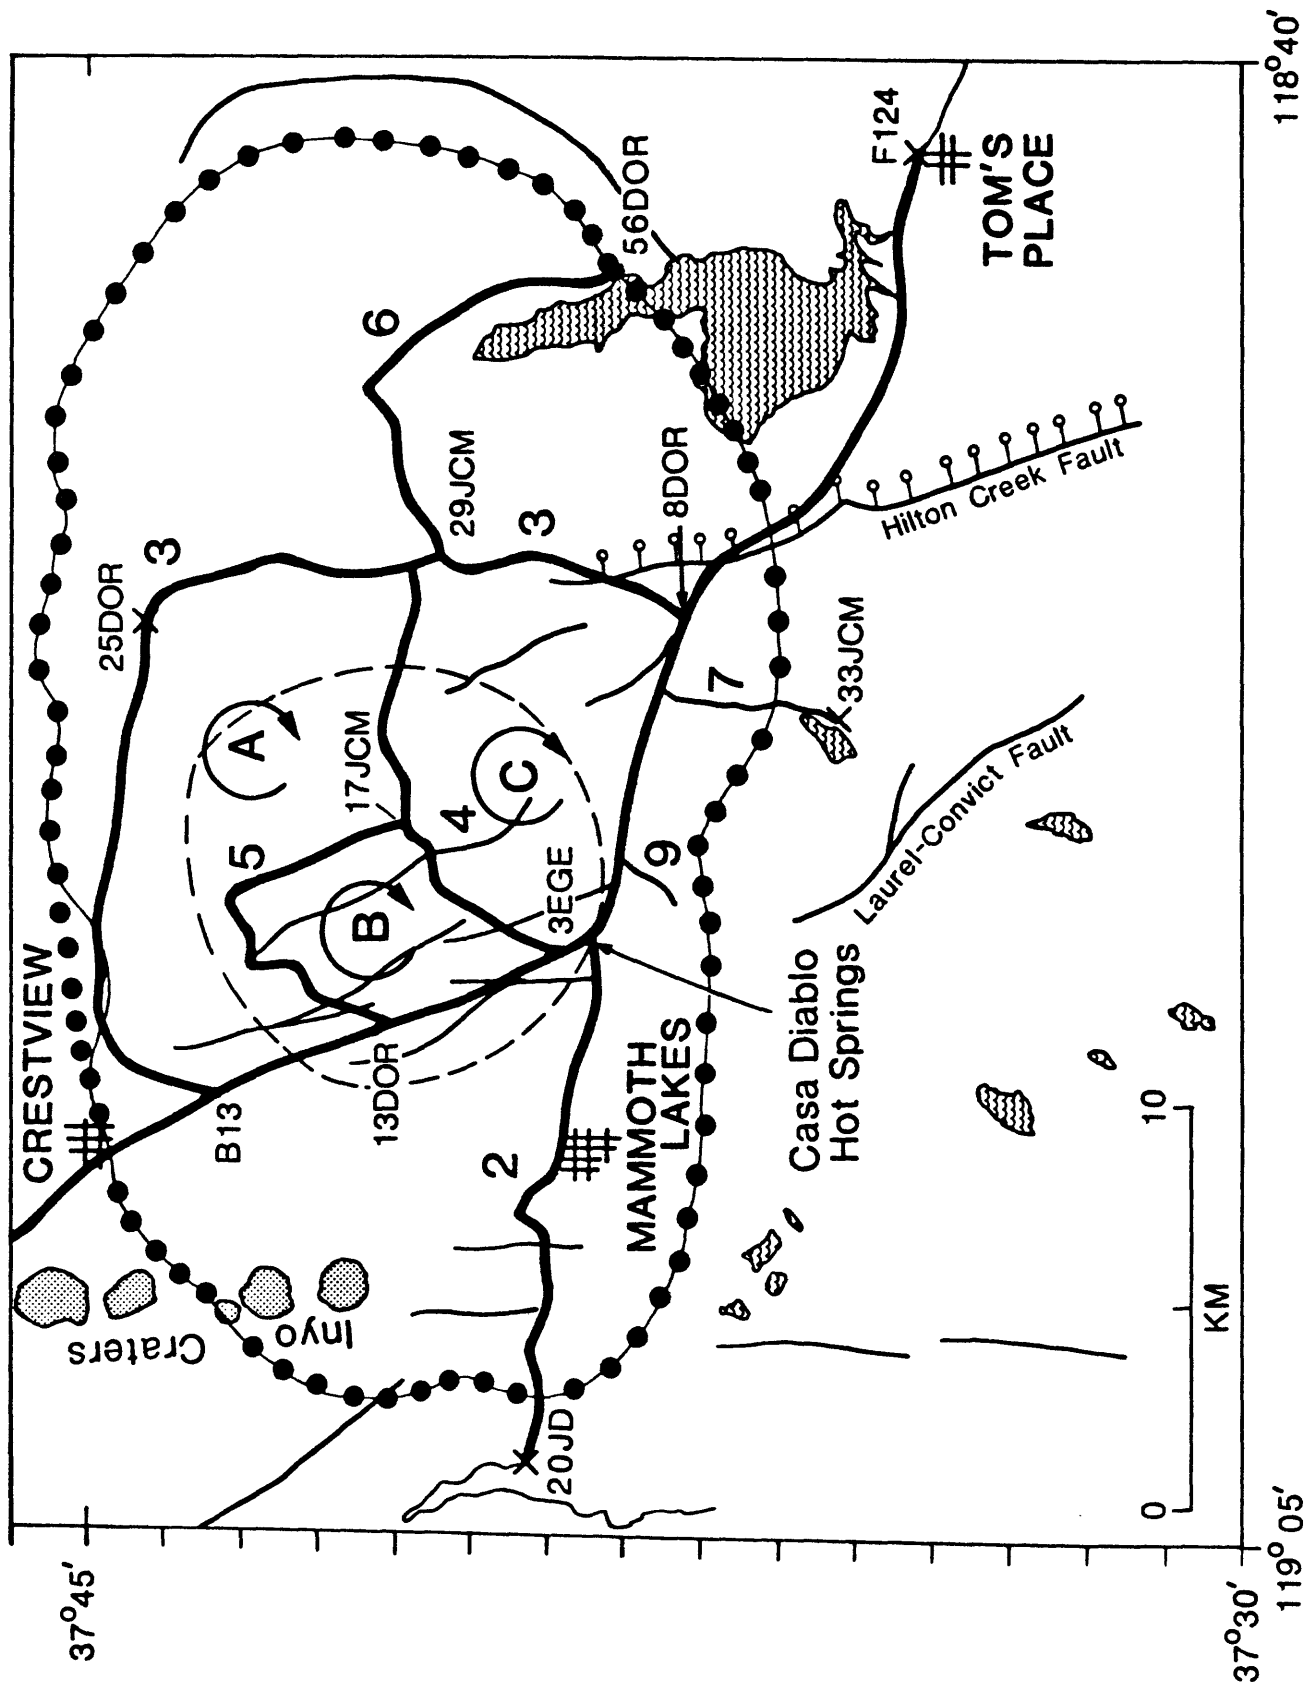 37°45'
37°30'
119°05'
118°40'
CRESTVIEW
Craters
Inyo
B13
25DOR
3
A
5
B
13DOR
17JCM
4
C
3EGE
29JCM
3
6
56DOR
8DOR
2
20JD
MAMMOTH
LAKES
9
7
33JCM
Casa Diablo
Hot Springs
Laurel-Convict Fault
Hilton Creek Fault
F124
TOM'S
PLACE
0
10
KM